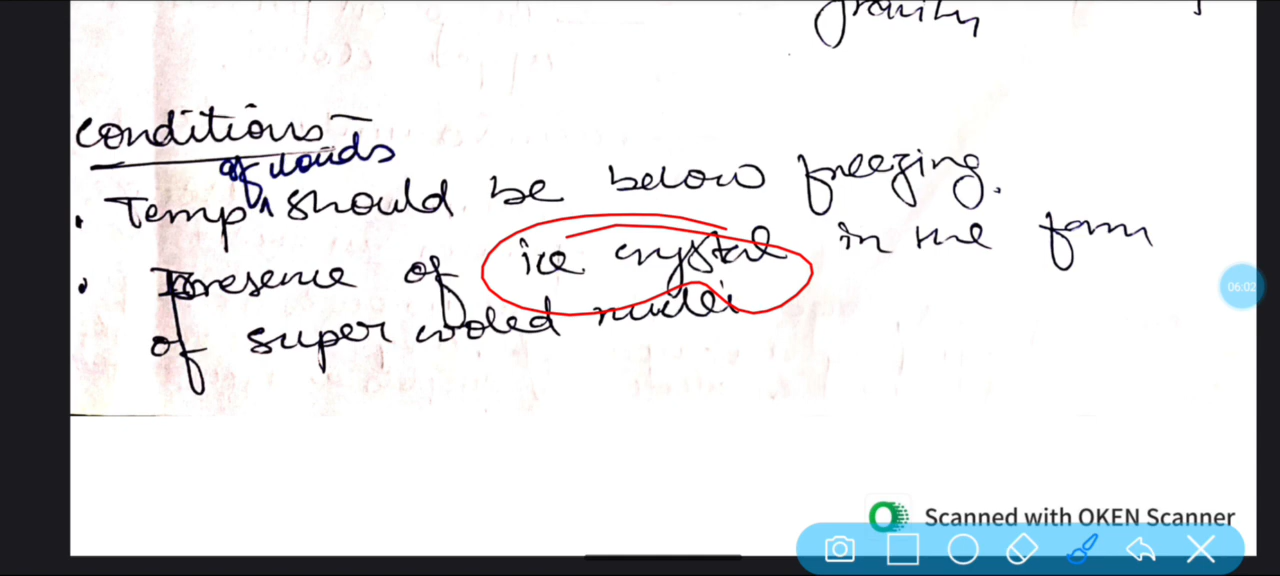 gravity
Conditions -
of clouds
• Temp ^ should be below freezing.
• Presence of ice crystal in the form
of super cooled nuclei
06:02
Scanned with OKEN Scanner